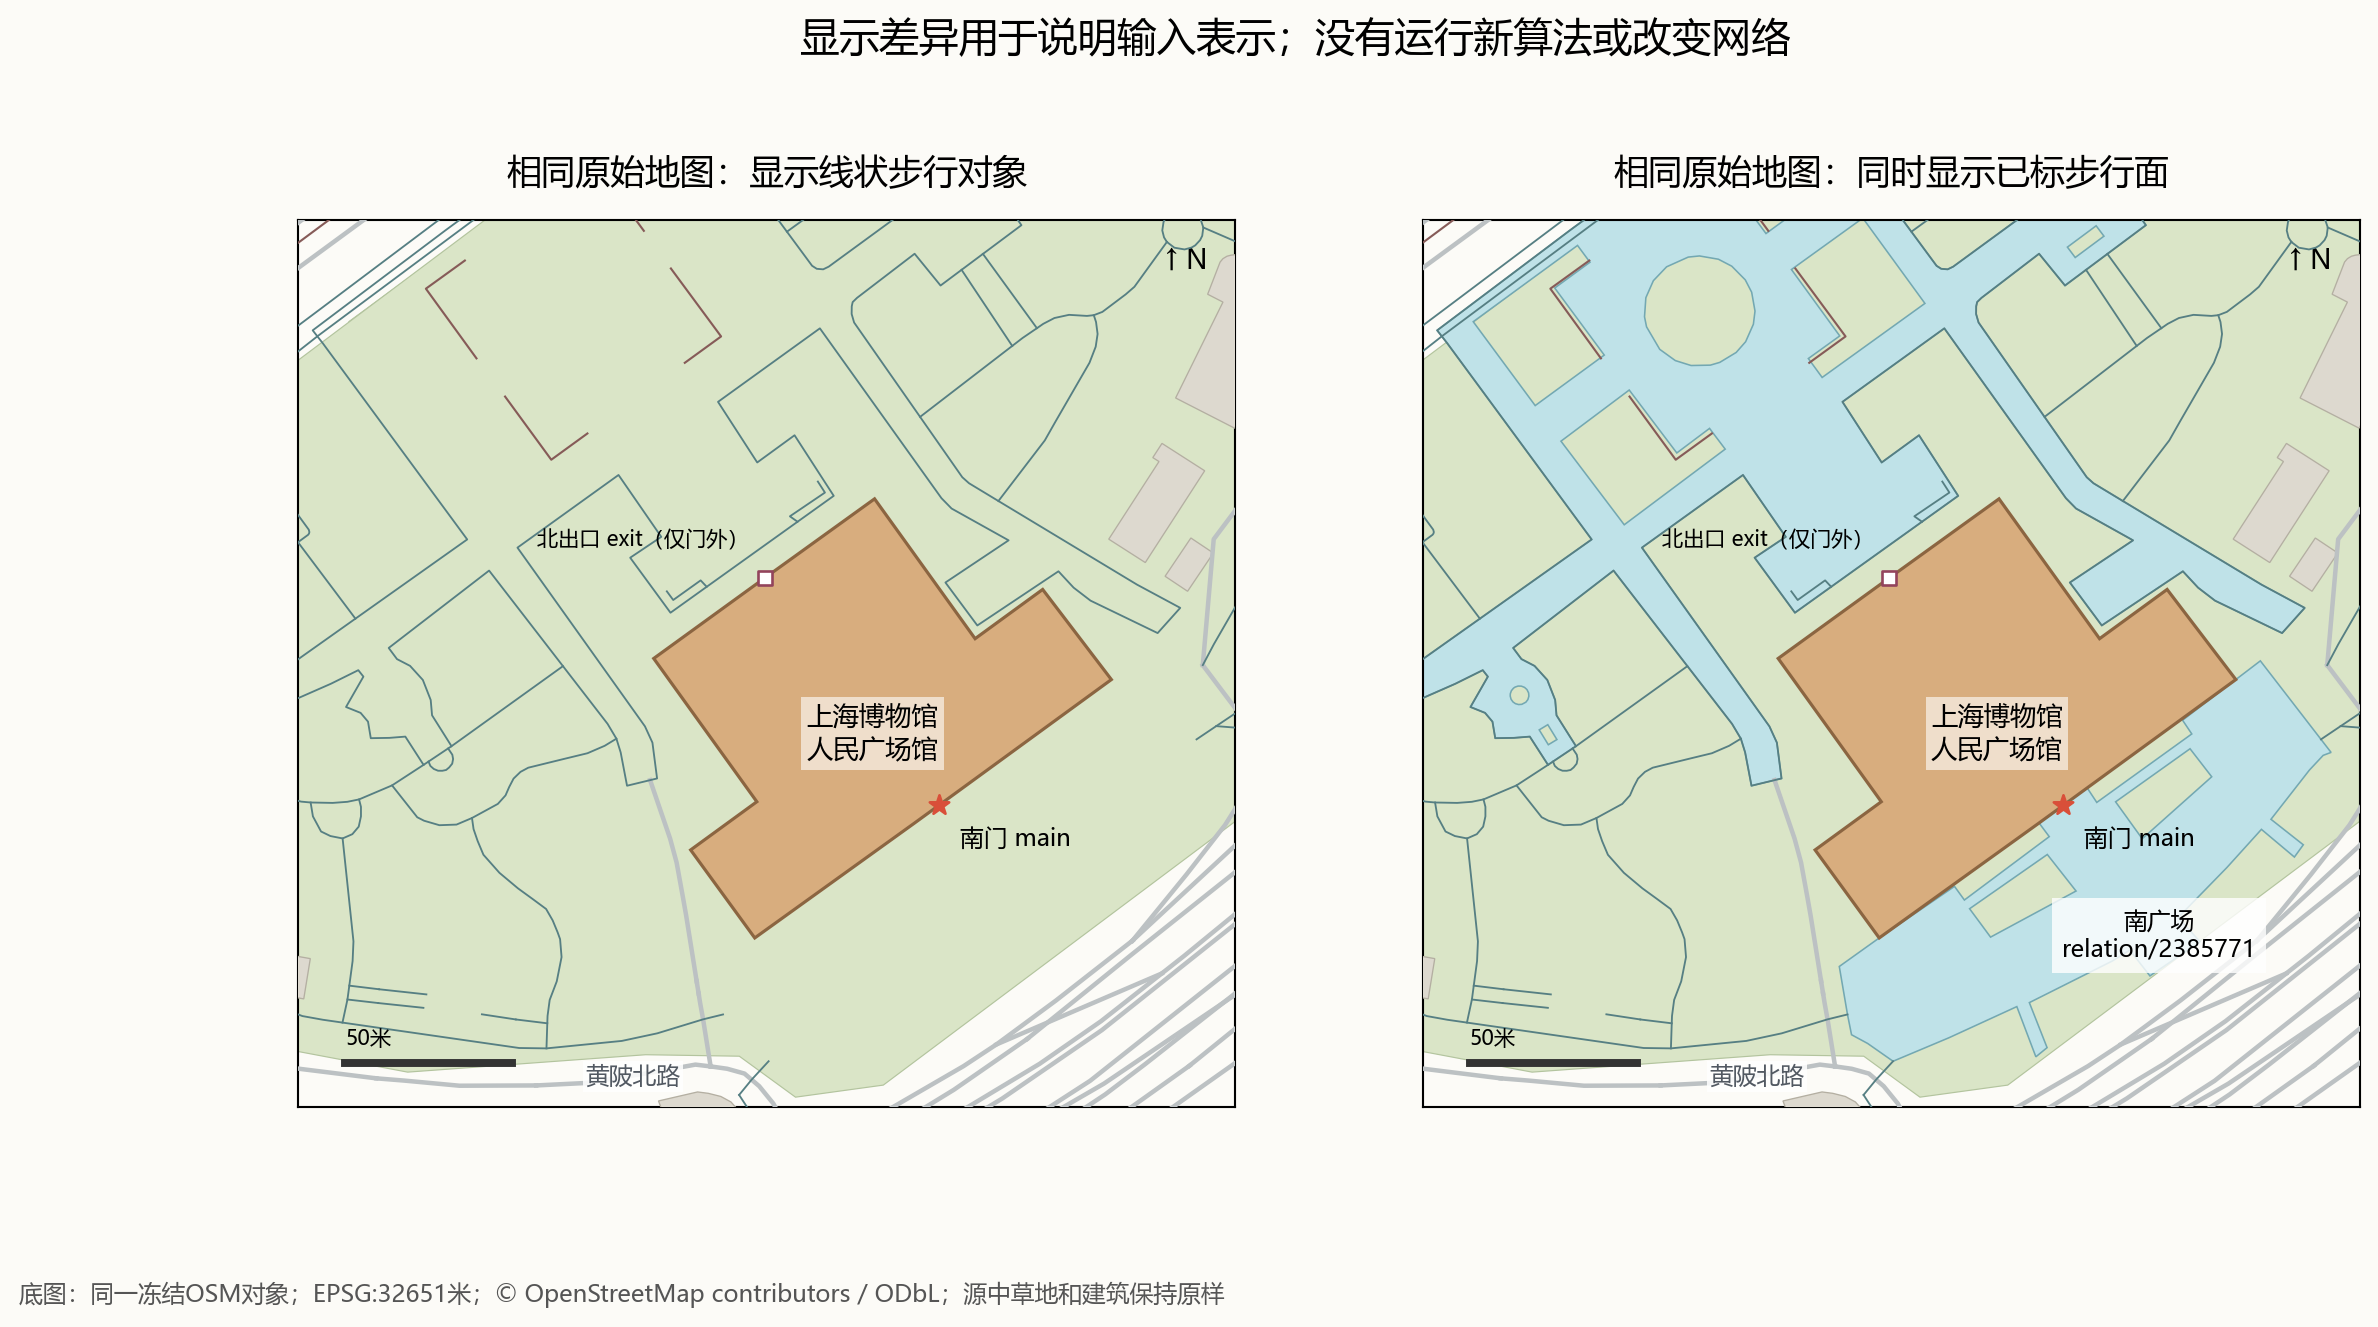 显示差异用于说明输入表示；没有运行新算法或改变网络
相同原始地图：显示线状步行对象
↑N
北出口 exit（仅门外）
上海博物馆
人民广场馆
南门 main
50米
黄陂北路
相同原始地图：同时显示已标步行面
↑N
北出口 exit（仅门外）
上海博物馆
人民广场馆
南门 main
南广场
relation/2385771
50米
黄陂北路
底图：同一冻结OSM对象；EPSG:32651米；© OpenStreetMap contributors / ODbL；源中草地和建筑保持原样